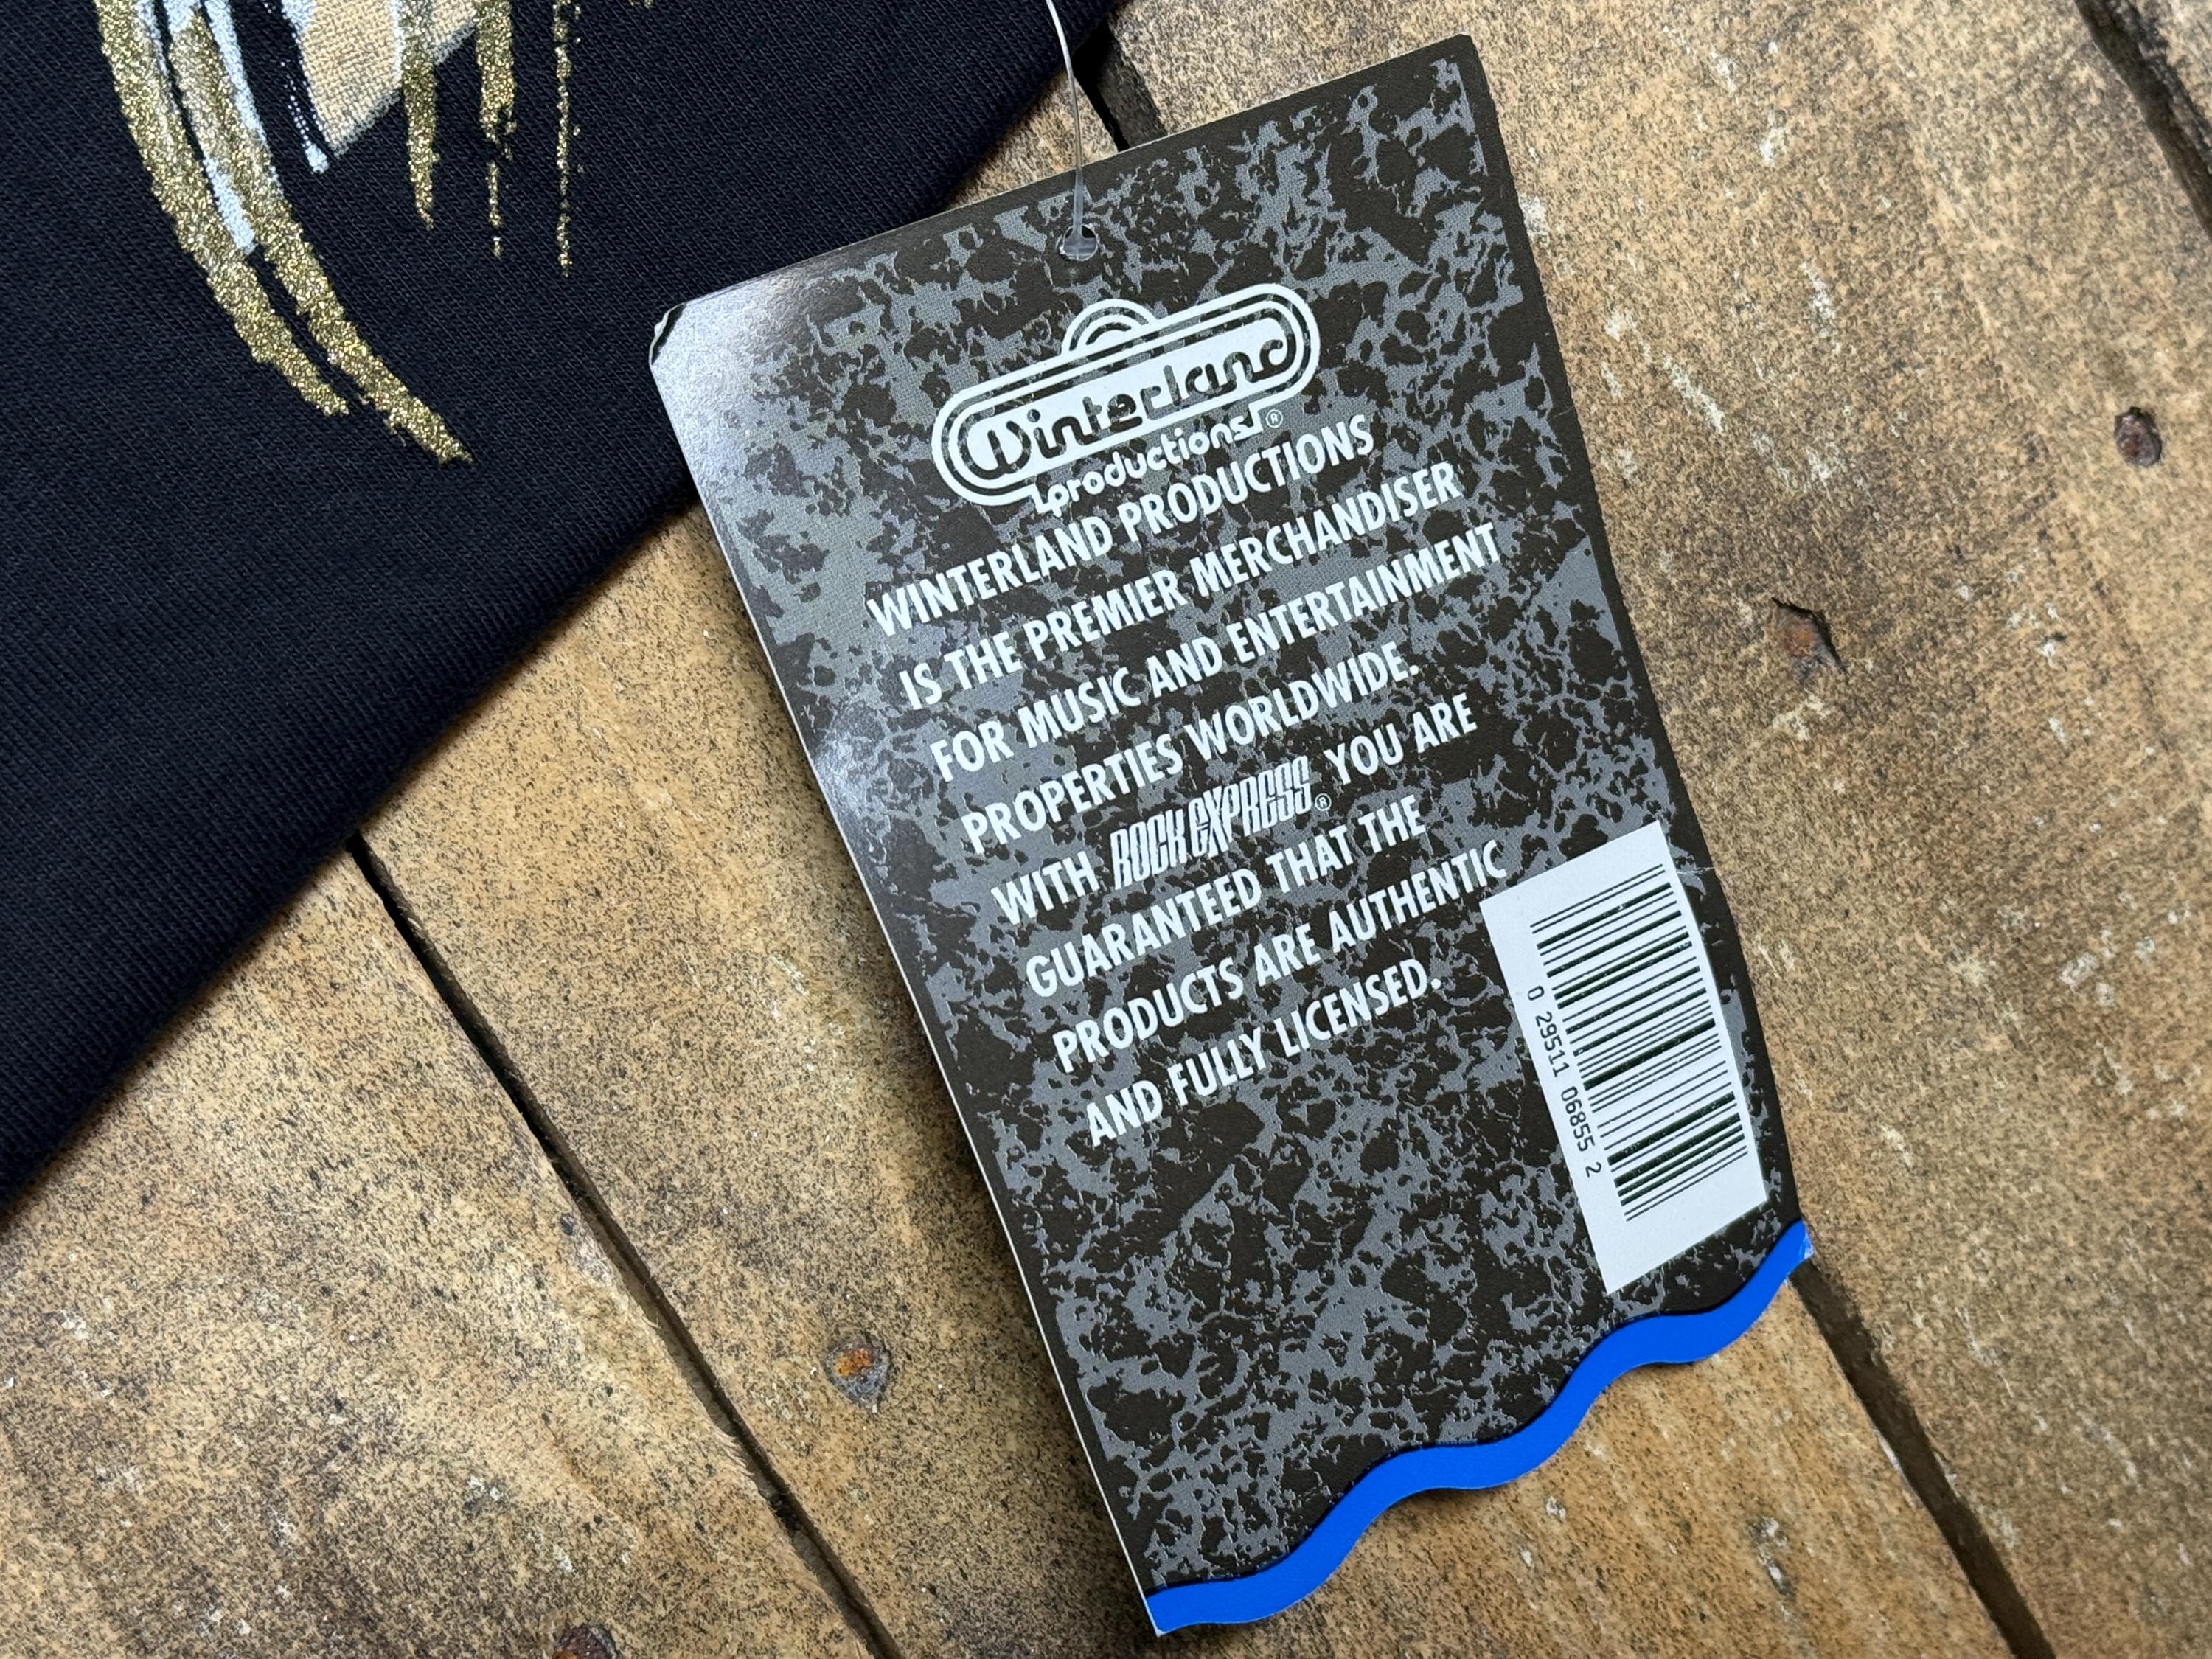 Winterland
productions®
WINTERLAND PRODUCTIONS
IS THE PREMIER MERCHANDISER
FOR MUSIC AND ENTERTAINMENT
PROPERTIES WORLDWIDE.
WITH ROCK EXPRESS® YOU ARE
GUARANTEED THAT THE
PRODUCTS ARE AUTHENTIC
AND FULLY LICENSED.
0 29511 06855 2